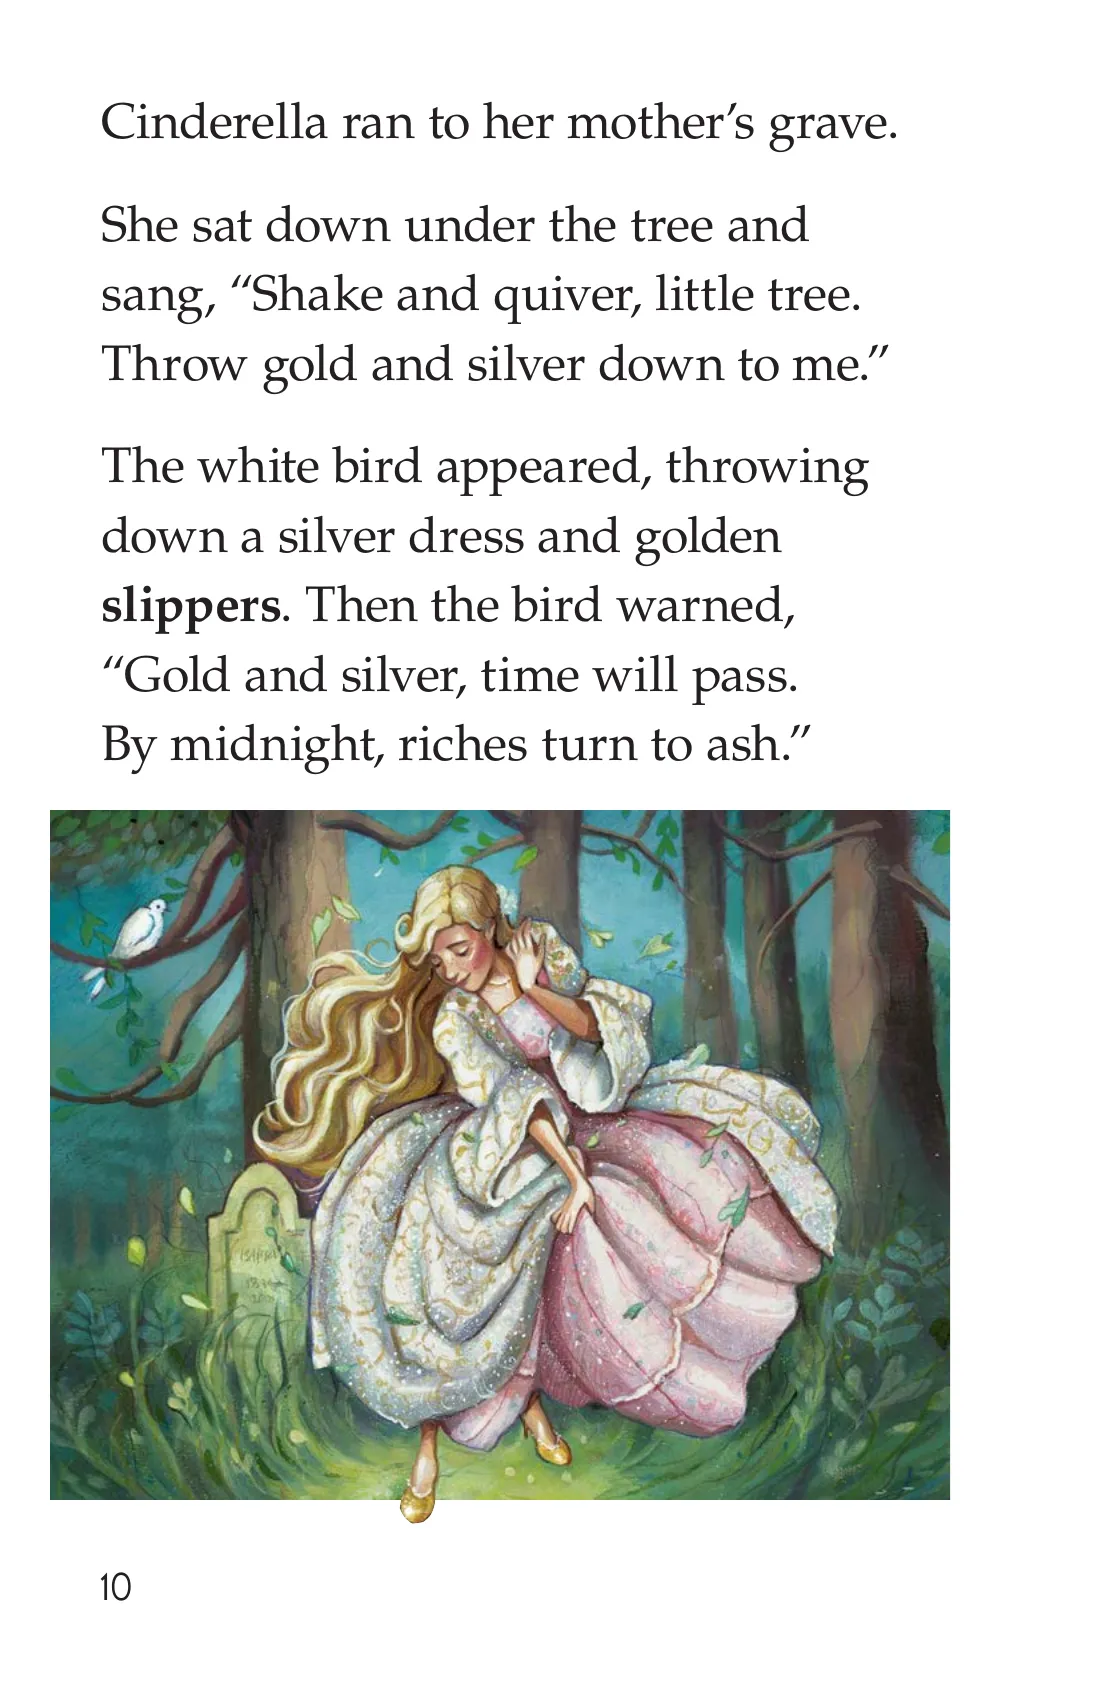 Cinderella ran to her mother’s grave.
She sat down under the tree and
sang, “Shake and quiver, little tree.
Throw gold and silver down to me.”
The white bird appeared, throwing
down a silver dress and golden
slippers. Then the bird warned,
“Gold and silver, time will pass.
By midnight, riches turn to ash.”
10